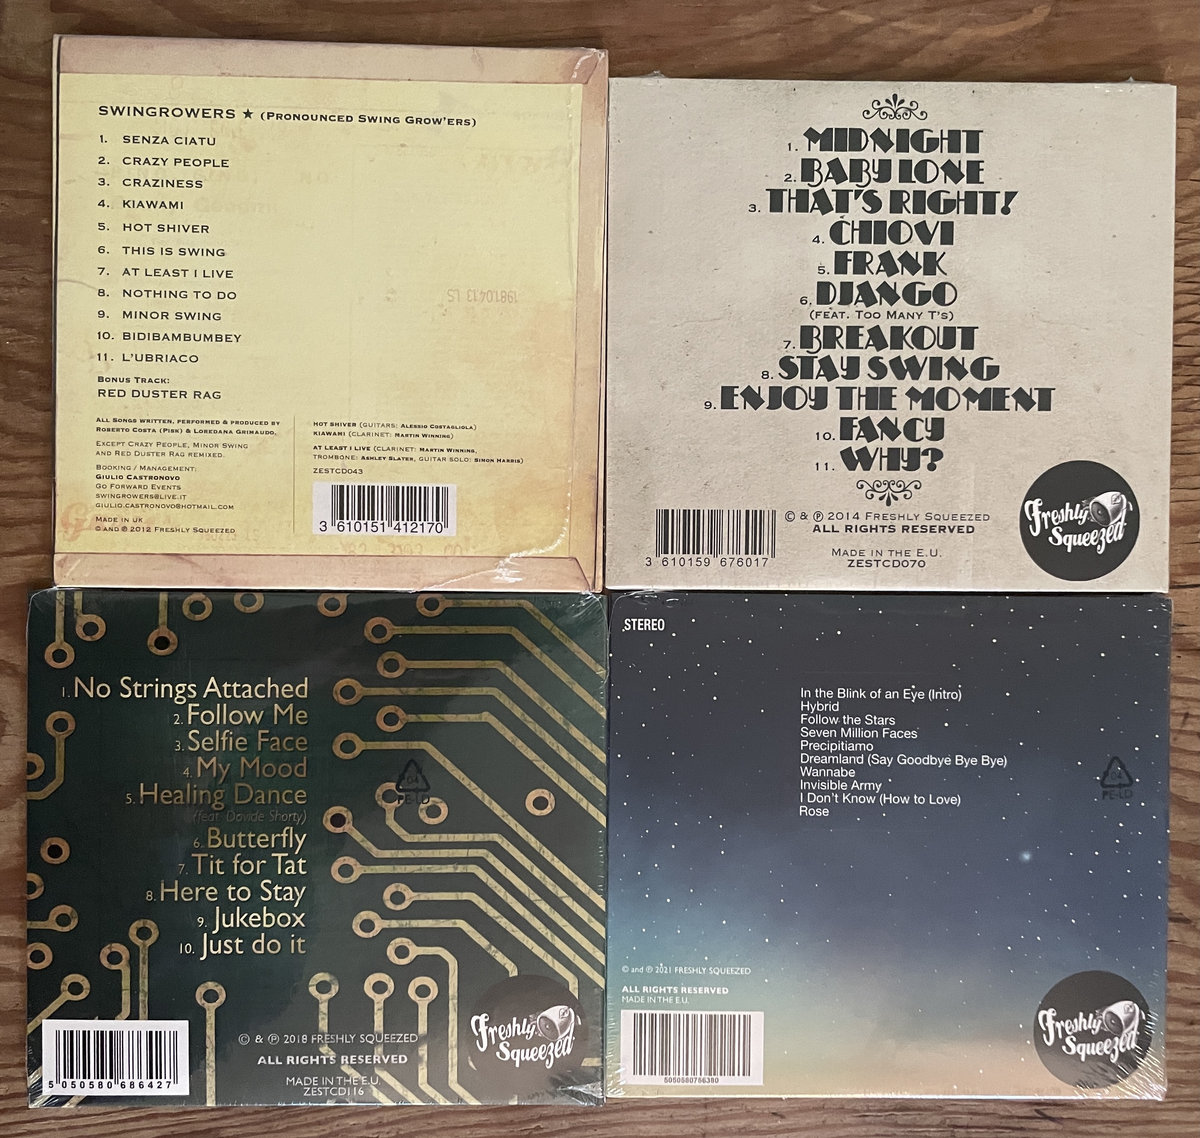 SWINGROWERS ★ (PRONOUNCED SWING GROW'ERS)
1. SENZA CIATU
2. CRAZY PEOPLE
3. CRAZINESS
4. KIAWAMI
5. HOT SHIVER
6. THIS IS SWING
7. AT LEAST I LIVE
8. NOTHING TO DO
9. MINOR SWING
10. BIDIBAMBUMBEY
11. L'UBRIACO
BONUS TRACK:
RED DUSTER RAG
ALL SONGS WRITTEN, PERFORMED & PRODUCED BY
ROBERTO COSTA (PISK) & LOREDANA GRIMAUDO,
EXCEPT CRAZY PEOPLE, MINOR SWING
AND RED DUSTER RAG REMIXED.
BOOKING / MANAGEMENT:
GIULIO CASTRONOVO
GO FORWARD EVENTS
SWINGROWERS@LIVE.IT
GIULIO.CASTRONOVO@HOTMAIL.COM
MADE IN UK
© AND ℗ 2012 FRESHLY SQUEEZED
HOT SHIVER (GUITARS: ALESSIO COSTAGLIOLA)
KIAWAMI (CLARINET: MARTIN WINNING)
AT LEAST I LIVE (CLARINET: MARTIN WINNING,
TROMBONE: ASHLEY SLATER, GUITAR SOLO: SIMON HARRIS)
ZESTCD043
3 610151 412170
19810413 LS
1. MIDNIGHT
2. BABY LONE
3. THAT'S RIGHT!
4. CHIOVI
5. FRANK
6. DJANGO
(FEAT. TOO MANY T'S)
7. BREAKOUT
8. STAY SWING
9. ENJOY THE MOMENT
10. FANCY
11. WHY?
© & ℗ 2014 FRESHLY SQUEEZED
ALL RIGHTS RESERVED
MADE IN THE E.U.
ZESTCD070
3 610159 676017
Freshly
Squeezed
1. No Strings Attached
2. Follow Me
3. Selfie Face
4. My Mood
5. Healing Dance
(feat. Davide Shorty)
6. Butterfly
7. Tit for Tat
8. Here to Stay
9. Jukebox
10. Just do it
04
PE-LD
5 050580 686427
© & ℗ 2018 FRESHLY SQUEEZED
ALL RIGHTS RESERVED
MADE IN THE E.U.
ZESTCD116
Freshly
Squeezed
STEREO
In the Blink of an Eye (Intro)
Hybrid
Follow the Stars
Seven Million Faces
Precipitiamo
Dreamland (Say Goodbye Bye Bye)
Wannabe
Invisible Army
I Don't Know (How to Love)
Rose
04
PE-LD
© and ℗ 2021 FRESHLY SQUEEZED
ALL RIGHTS RESERVED
MADE IN THE E.U.
5050580756380
Freshly
Squeezed